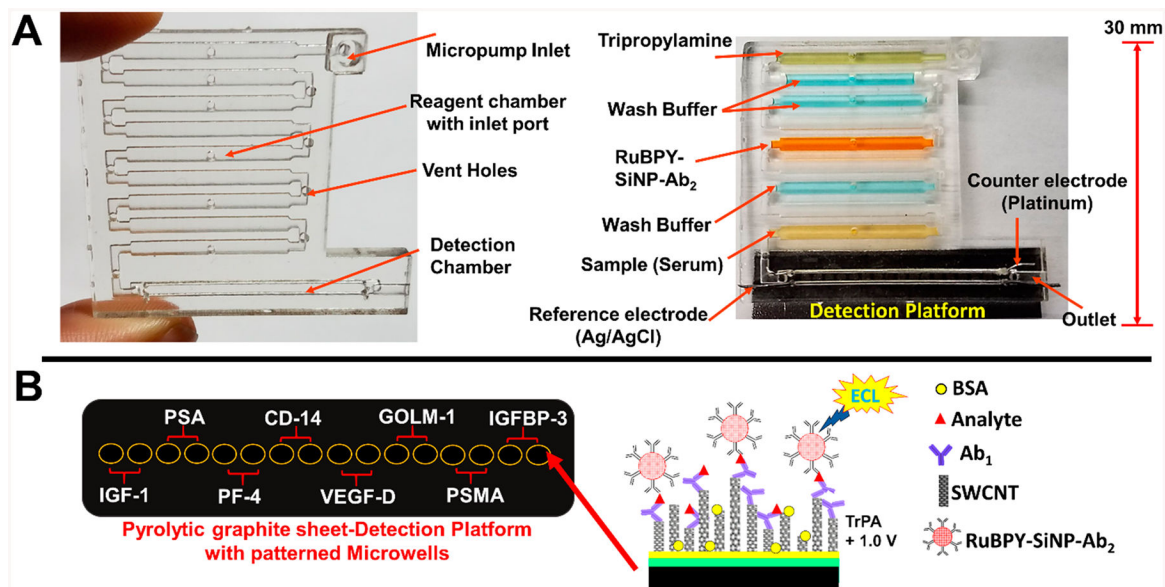 A
Micropump Inlet
Reagent chamber
with inlet port
Vent Holes
Detection
Chamber
Tripropylamine
Wash Buffer
RuBPY-
SiNP-Ab2
Wash Buffer
Sample (Serum)
Reference electrode
(Ag/AgCl)
30 mm
Counter electrode
(Platinum)
Detection Platform
Outlet
B
PSA
CD-14
GOLM-1
IGFBP-3
IGF-1
PF-4
VEGF-D
PSMA
Pyrolytic graphite sheet-Detection Platform
with patterned Microwells
ECL
TrPA
+ 1.0 V
BSA
Analyte
Ab1
SWCNT
RuBPY-SiNP-Ab2